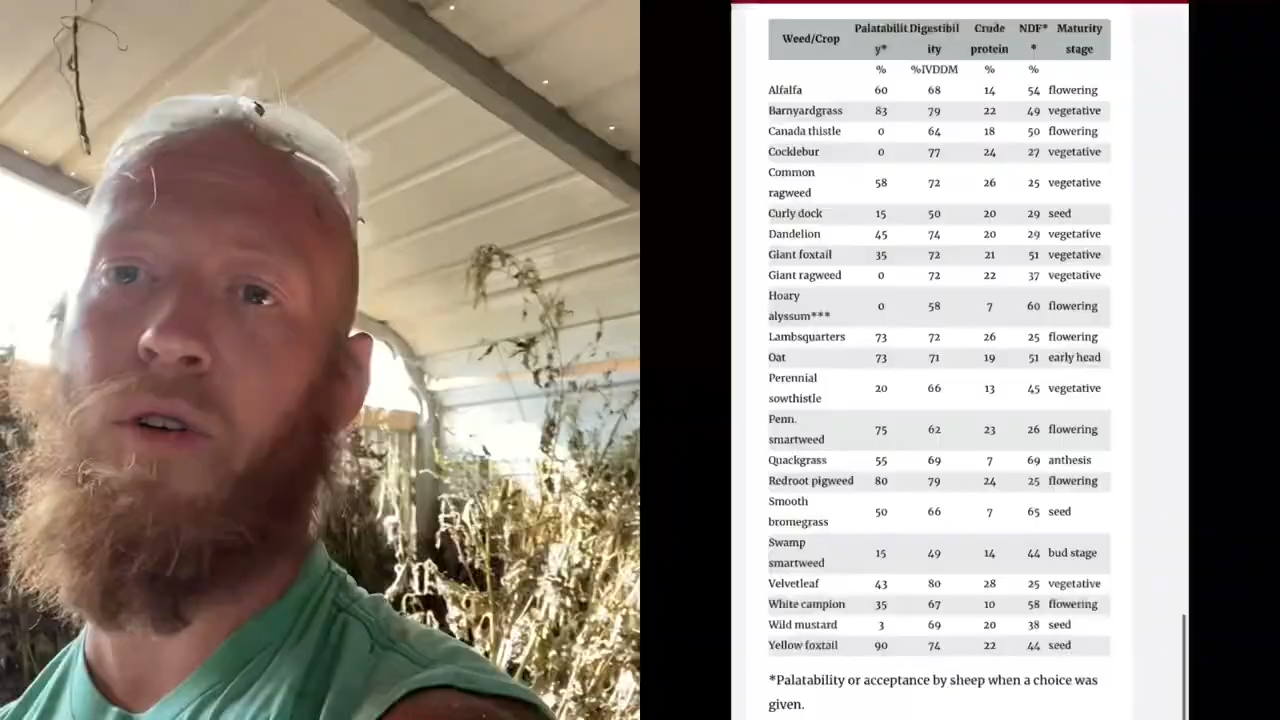 Weed/Crop Palatabilit Digestibil Crude NDF* Maturity
y* ity protein * stage
% %IVDDM % %
Alfalfa 60 68 14 54 flowering
Barnyardgrass 83 79 22 49 vegetative
Canada thistle 0 64 18 50 flowering
Cocklebur 0 77 24 27 vegetative
Common
ragweed 58 72 26 25 vegetative
Curly dock 15 50 20 29 seed
Dandelion 45 74 20 29 vegetative
Giant foxtail 35 72 21 51 vegetative
Giant ragweed 0 72 22 37 vegetative
Hoary
alyssum*** 0 58 7 60 flowering
Lambsquarters 73 72 26 25 flowering
Oat 73 71 19 51 early head
Perennial
sowthistle 20 66 13 45 vegetative
Penn.
smartweed 75 62 23 26 flowering
Quackgrass 55 69 7 69 anthesis
Redroot pigweed 80 79 24 25 flowering
Smooth
bromegrass 50 66 7 65 seed
Swamp
smartweed 15 49 14 44 bud stage
Velvetleaf 43 80 28 25 vegetative
White campion 35 67 10 58 flowering
Wild mustard 3 69 20 38 seed
Yellow foxtail 90 74 22 44 seed
*Palatability or acceptance by sheep when a choice was
given.